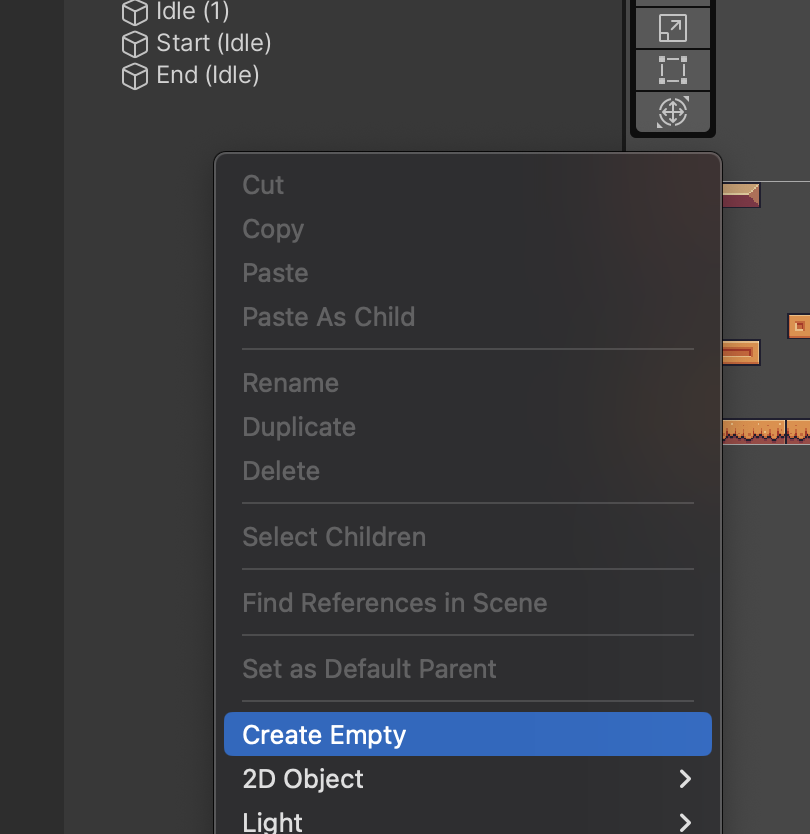 Idle (1)
Start (Idle)
End (Idle)
Cut
Copy
Paste
Paste As Child
Rename
Duplicate
Delete
Select Children
Find References in Scene
Set as Default Parent
Create Empty
2D Object
Light